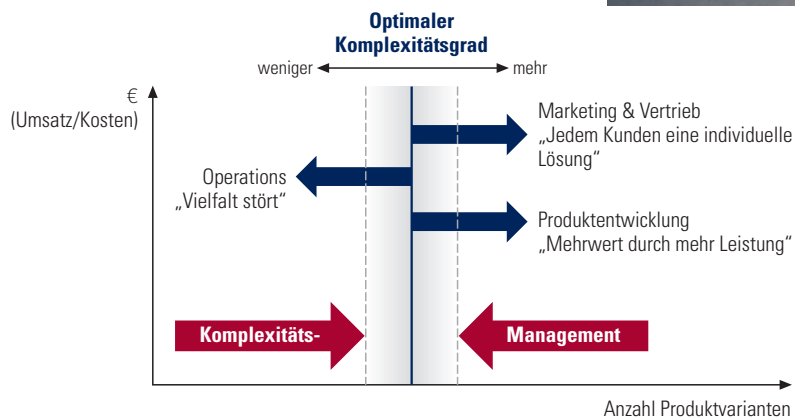 Optimaler
Komplexitätsgrad
weniger
mehr
€
(Umsatz/Kosten)
Marketing & Vertrieb
„Jedem Kunden eine individuelle
Lösung“
Operations
„Vielfalt stört“
Produktentwicklung
„Mehrwert durch mehr Leistung“
Komplexitäts-
Management
Anzahl Produktvarianten